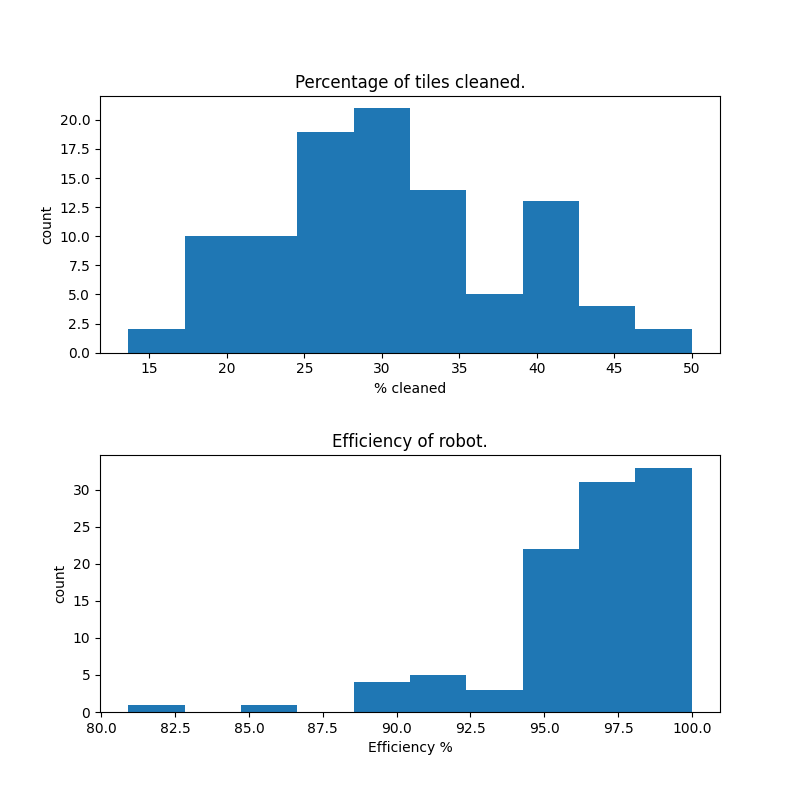 Percentage of tiles cleaned.
20.0
17.5
15.0
12.5
10.0
7.5
5.0
2.5
0.0
count
15 20 25 30 35 40 45 50
% cleaned
Efficiency of robot.
30
25
20
15
10
5
0
count
80.0 82.5 85.0 87.5 90.0 92.5 95.0 97.5 100.0
Efficiency %